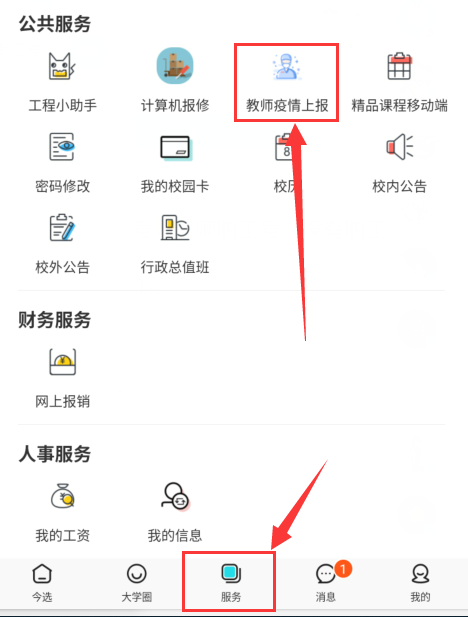 公共服务
工程小助手 计算机报修 教师疫情上报 精品课程移动端
8
密码修改 我的校园卡 校历 校内公告
校外公告 行政总值班
财务服务
网上报销
人事服务
我的工资 我的信息
1
今选 大学圈 服务 消息 我的